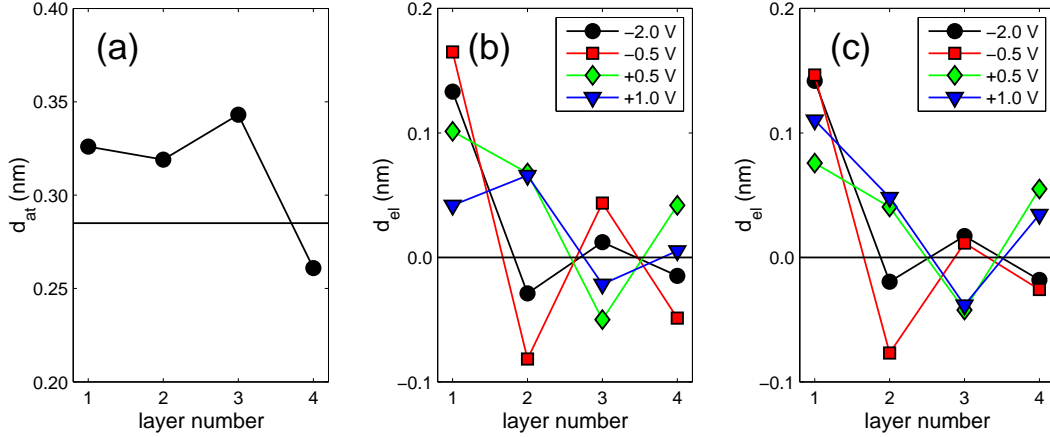 (a)
0.40
0.35
0.30
0.25
0.20
d_at (nm)
1 2 3 4
layer number
(b)
−2.0 V
−0.5 V
+0.5 V
+1.0 V
0.2
0.1
0.0
−0.1
d_el (nm)
1 2 3 4
layer number
(c)
−2.0 V
−0.5 V
+0.5 V
+1.0 V
0.2
0.1
0.0
−0.1
d_el (nm)
1 2 3 4
layer number